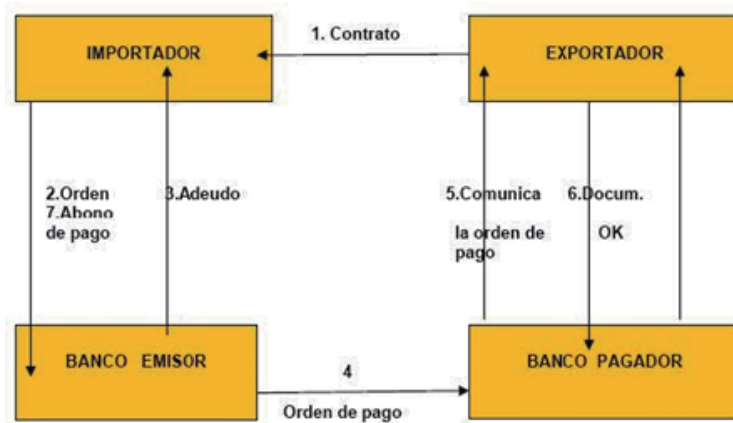 1. Contrato
IMPORTADOR
EXPORTADOR
2.Orden
7.Abono
de pago
3.Adeudo
5.Comunica
la orden de
pago
6.Docum.
OK
BANCO EMISOR
4
Orden de pago
BANCO PAGADOR